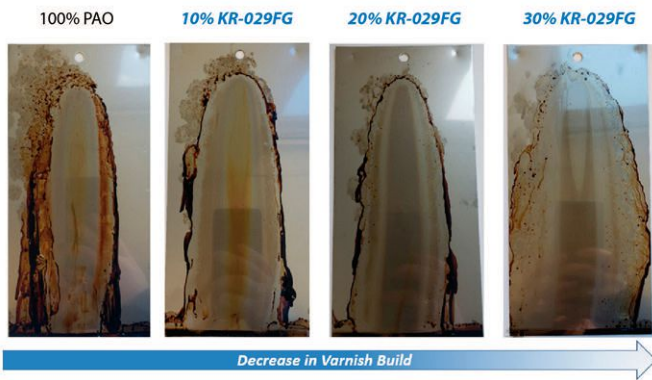 100% PAO
10% KR-029FG
20% KR-029FG
30% KR-029FG
Decrease in Varnish Build